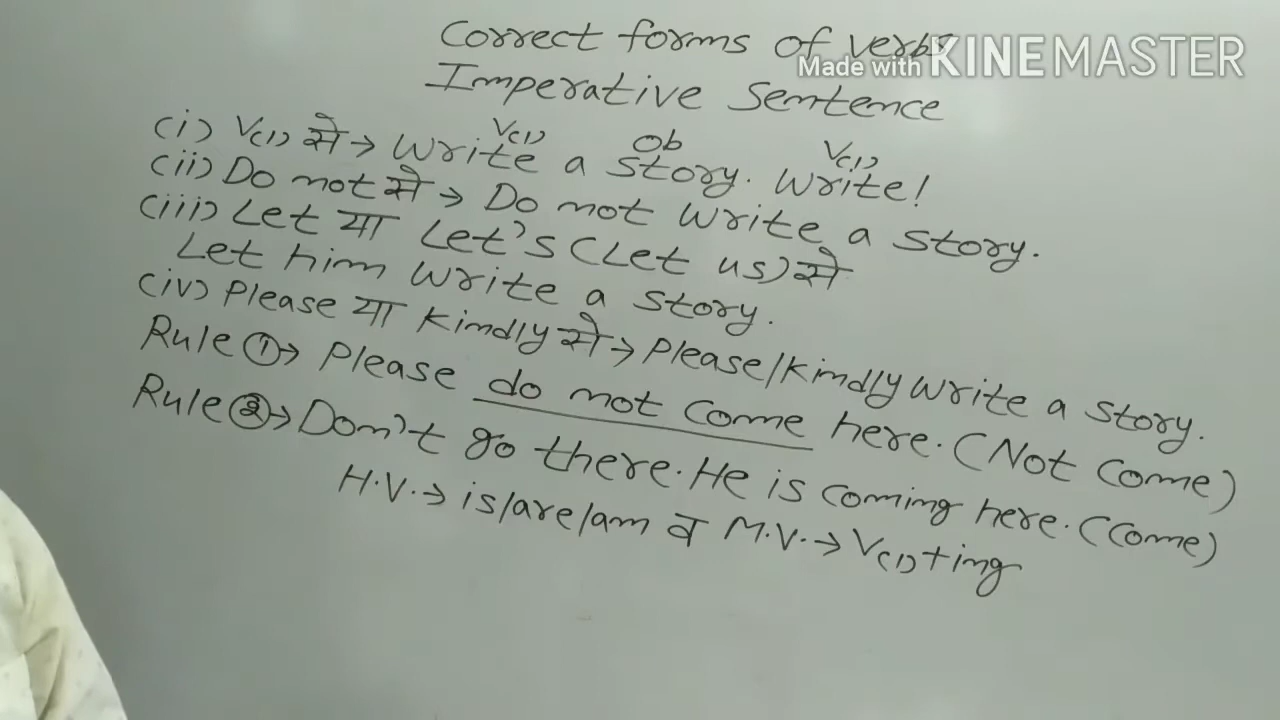 Correct forms of verbs
Made with KINEMASTER
Imperative Sentence
V(1) Ob V(1)
(i) V(1) से → Write a story. Write!
(ii) Do not से → Do not write a story.
(iii) Let या Let's (Let us) से
Let him write a story.
(iv) Please या Kindly से → Please/Kindly write a story.
Rule ① → Please do not come here. (Not come)
Rule ② → Don't go there. He is coming here. (come)
H.V. → is/are/am व M.V. → V(1)+ing